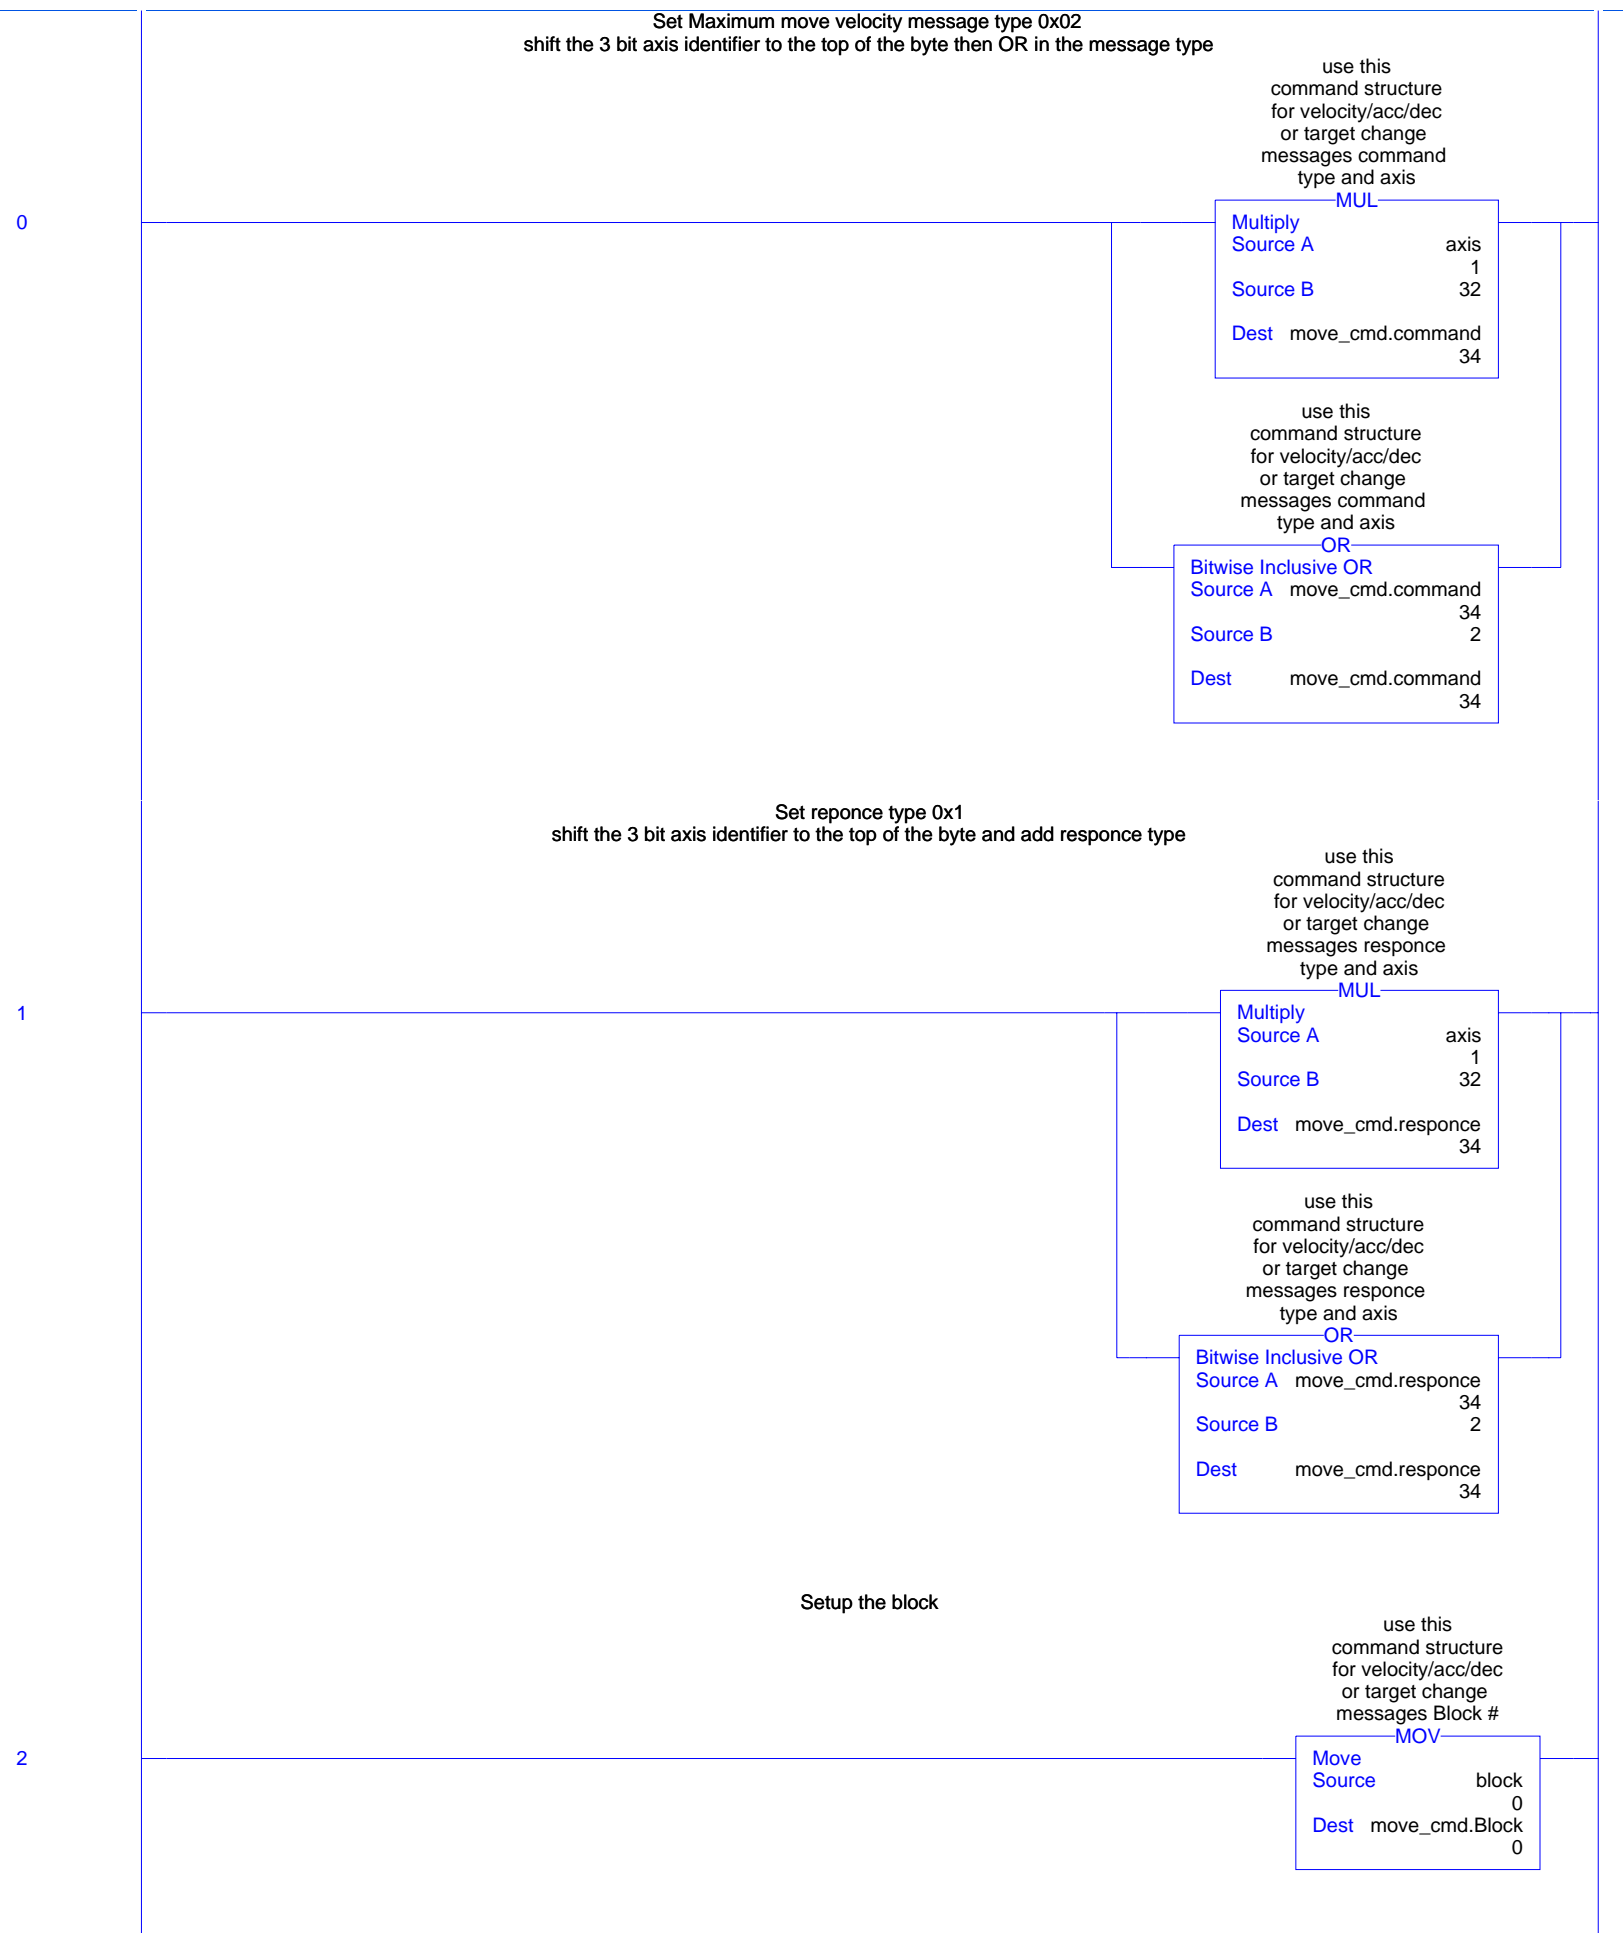 Set Maximum move velocity message type 0x02
shift the 3 bit axis identifier to the top of the byte then OR in the message type
use this
command structure
for velocity/acc/dec
or target change
messages command
type and axis
MUL
0
Multiply
Source A axis
1
Source B 32
Dest move_cmd.command
34
use this
command structure
for velocity/acc/dec
or target change
messages command
type and axis
OR
Bitwise Inclusive OR
Source A move_cmd.command
34
Source B 2
Dest move_cmd.command
34
Set reponce type 0x1
shift the 3 bit axis identifier to the top of the byte and add responce type
use this
command structure
for velocity/acc/dec
or target change
messages responce
type and axis
MUL
1
Multiply
Source A axis
1
Source B 32
Dest move_cmd.responce
34
use this
command structure
for velocity/acc/dec
or target change
messages responce
type and axis
OR
Bitwise Inclusive OR
Source A move_cmd.responce
34
Source B 2
Dest move_cmd.responce
34
Setup the block
use this
command structure
for velocity/acc/dec
or target change
messages Block #
MOV
2
Move
Source block
0
Dest move_cmd.Block
0